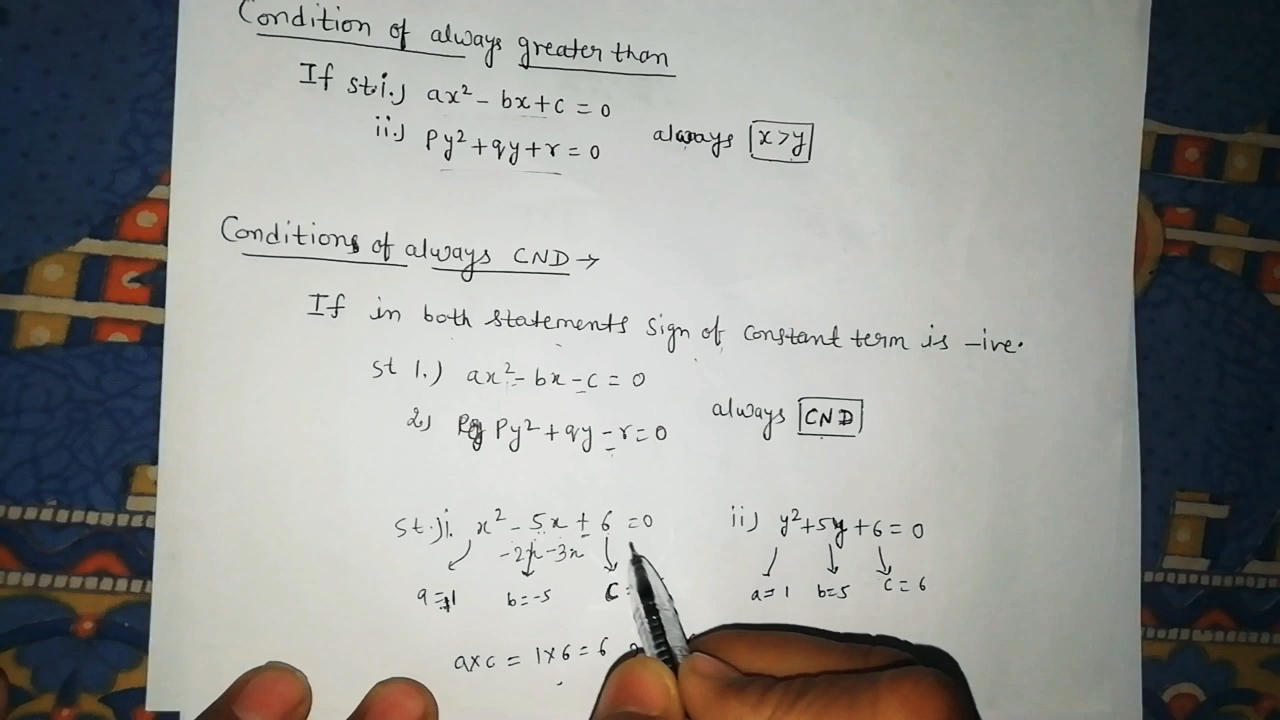 Condition of always greater than
If st.i.) ax² - bx + c = 0
ii.) Py² + qy + r = 0 always x > y
Conditions of always CND →
If in both statements sign of constant term is -ive.
st 1.) ax² - bx - c = 0
2.) Py² + qy - r = 0 always CND
st.)i. x² - 5x + 6 = 0 ii) y² + 5y + 6 = 0
-2x - 3x
a = 1 b = -5 c = a = 1 b = 5 c = 6
a x c = 1 x 6 = 6